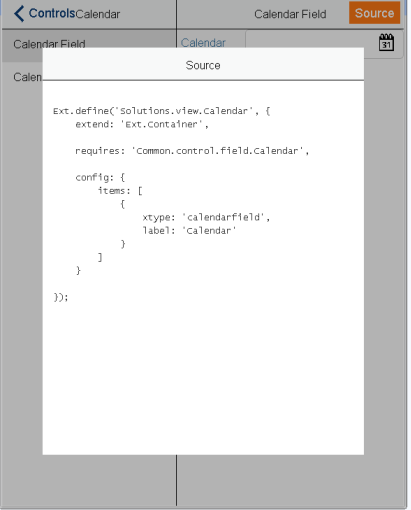 Controls Calendar Calendar Field Source
Calendar Field Calendar 31
Calen
Source
Ext.define('Solutions.view.Calendar', {
    extend: 'Ext.Container',
    requires: 'Common.control.field.Calendar',
    config: {
        items: [
            {
                xtype: 'calendarfield',
                label: 'Calendar'
            }
        ]
    }
});